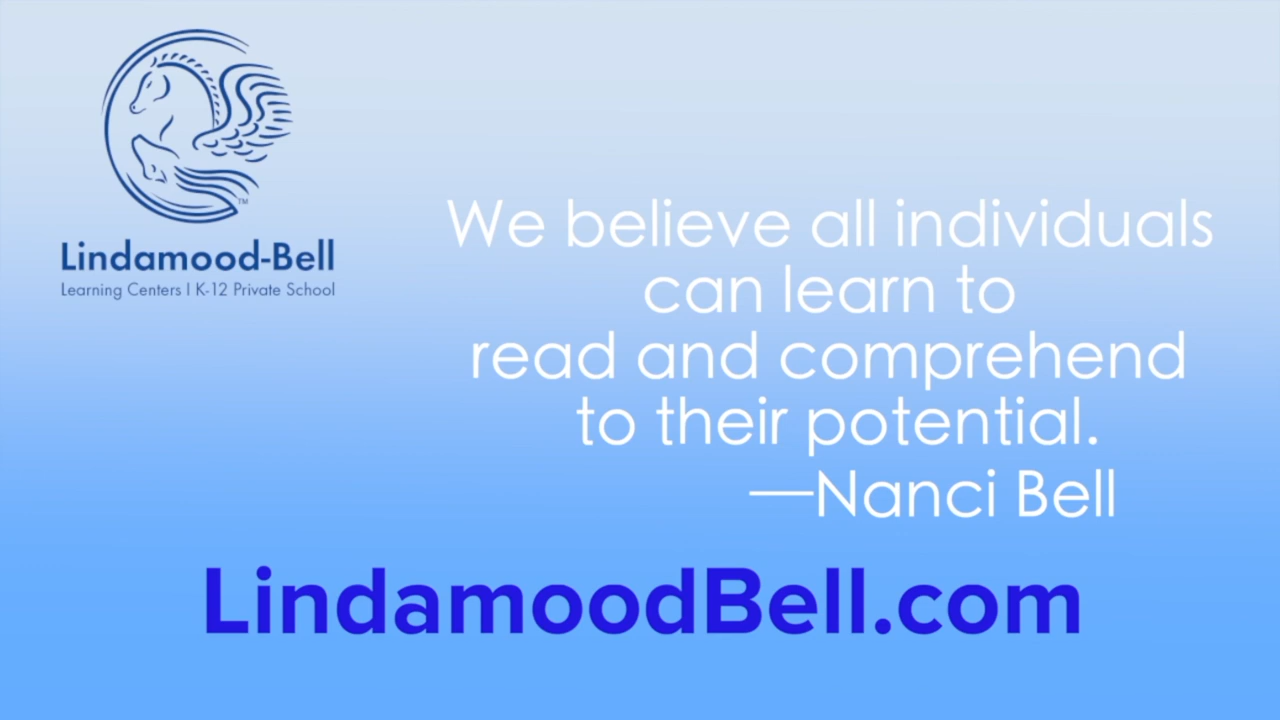 TM
Lindamood-Bell
Learning Centers | K-12 Private School
We believe all individuals
can learn to
read and comprehend
to their potential.
—Nanci Bell
LindamoodBell.com